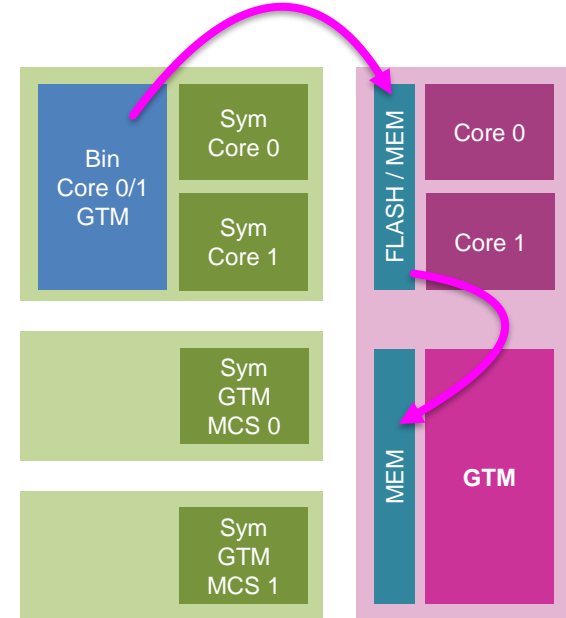 Bin
Core 0/1
GTM
Sym
Core 0
Sym
Core 1
FLASH / MEM
Core 0
Core 1
Sym
GTM
MCS 0
MEM
GTM
Sym
GTM
MCS 1